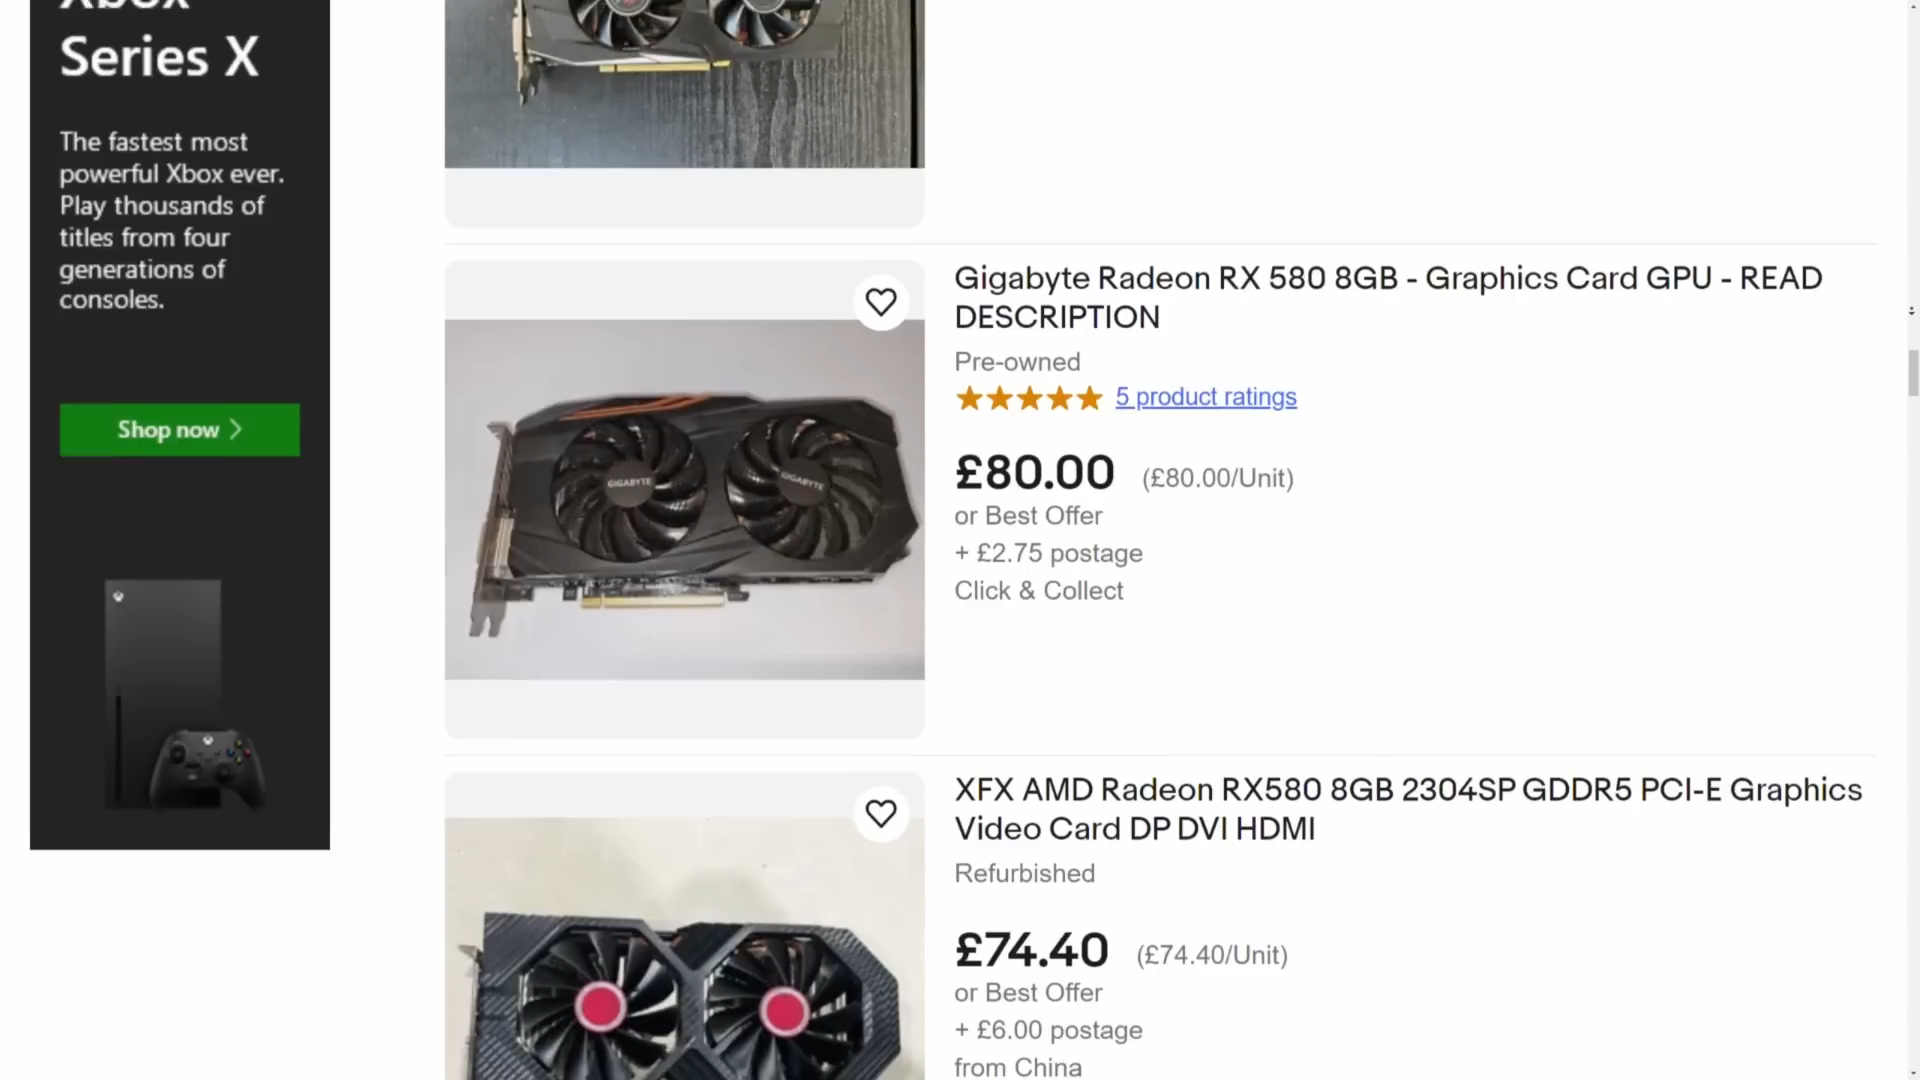 Xbox
Series X
The fastest most
powerful Xbox ever.
Play thousands of
titles from four
generations of
consoles.
Shop now
Gigabyte Radeon RX 580 8GB - Graphics Card GPU - READ
DESCRIPTION
Pre-owned
5 product ratings
£80.00 (£80.00/Unit)
or Best Offer
+ £2.75 postage
Click & Collect
GIGABYTE
GIGABYTE
XFX AMD Radeon RX580 8GB 2304SP GDDR5 PCI-E Graphics
Video Card DP DVI HDMI
Refurbished
£74.40 (£74.40/Unit)
or Best Offer
+ £6.00 postage
from China